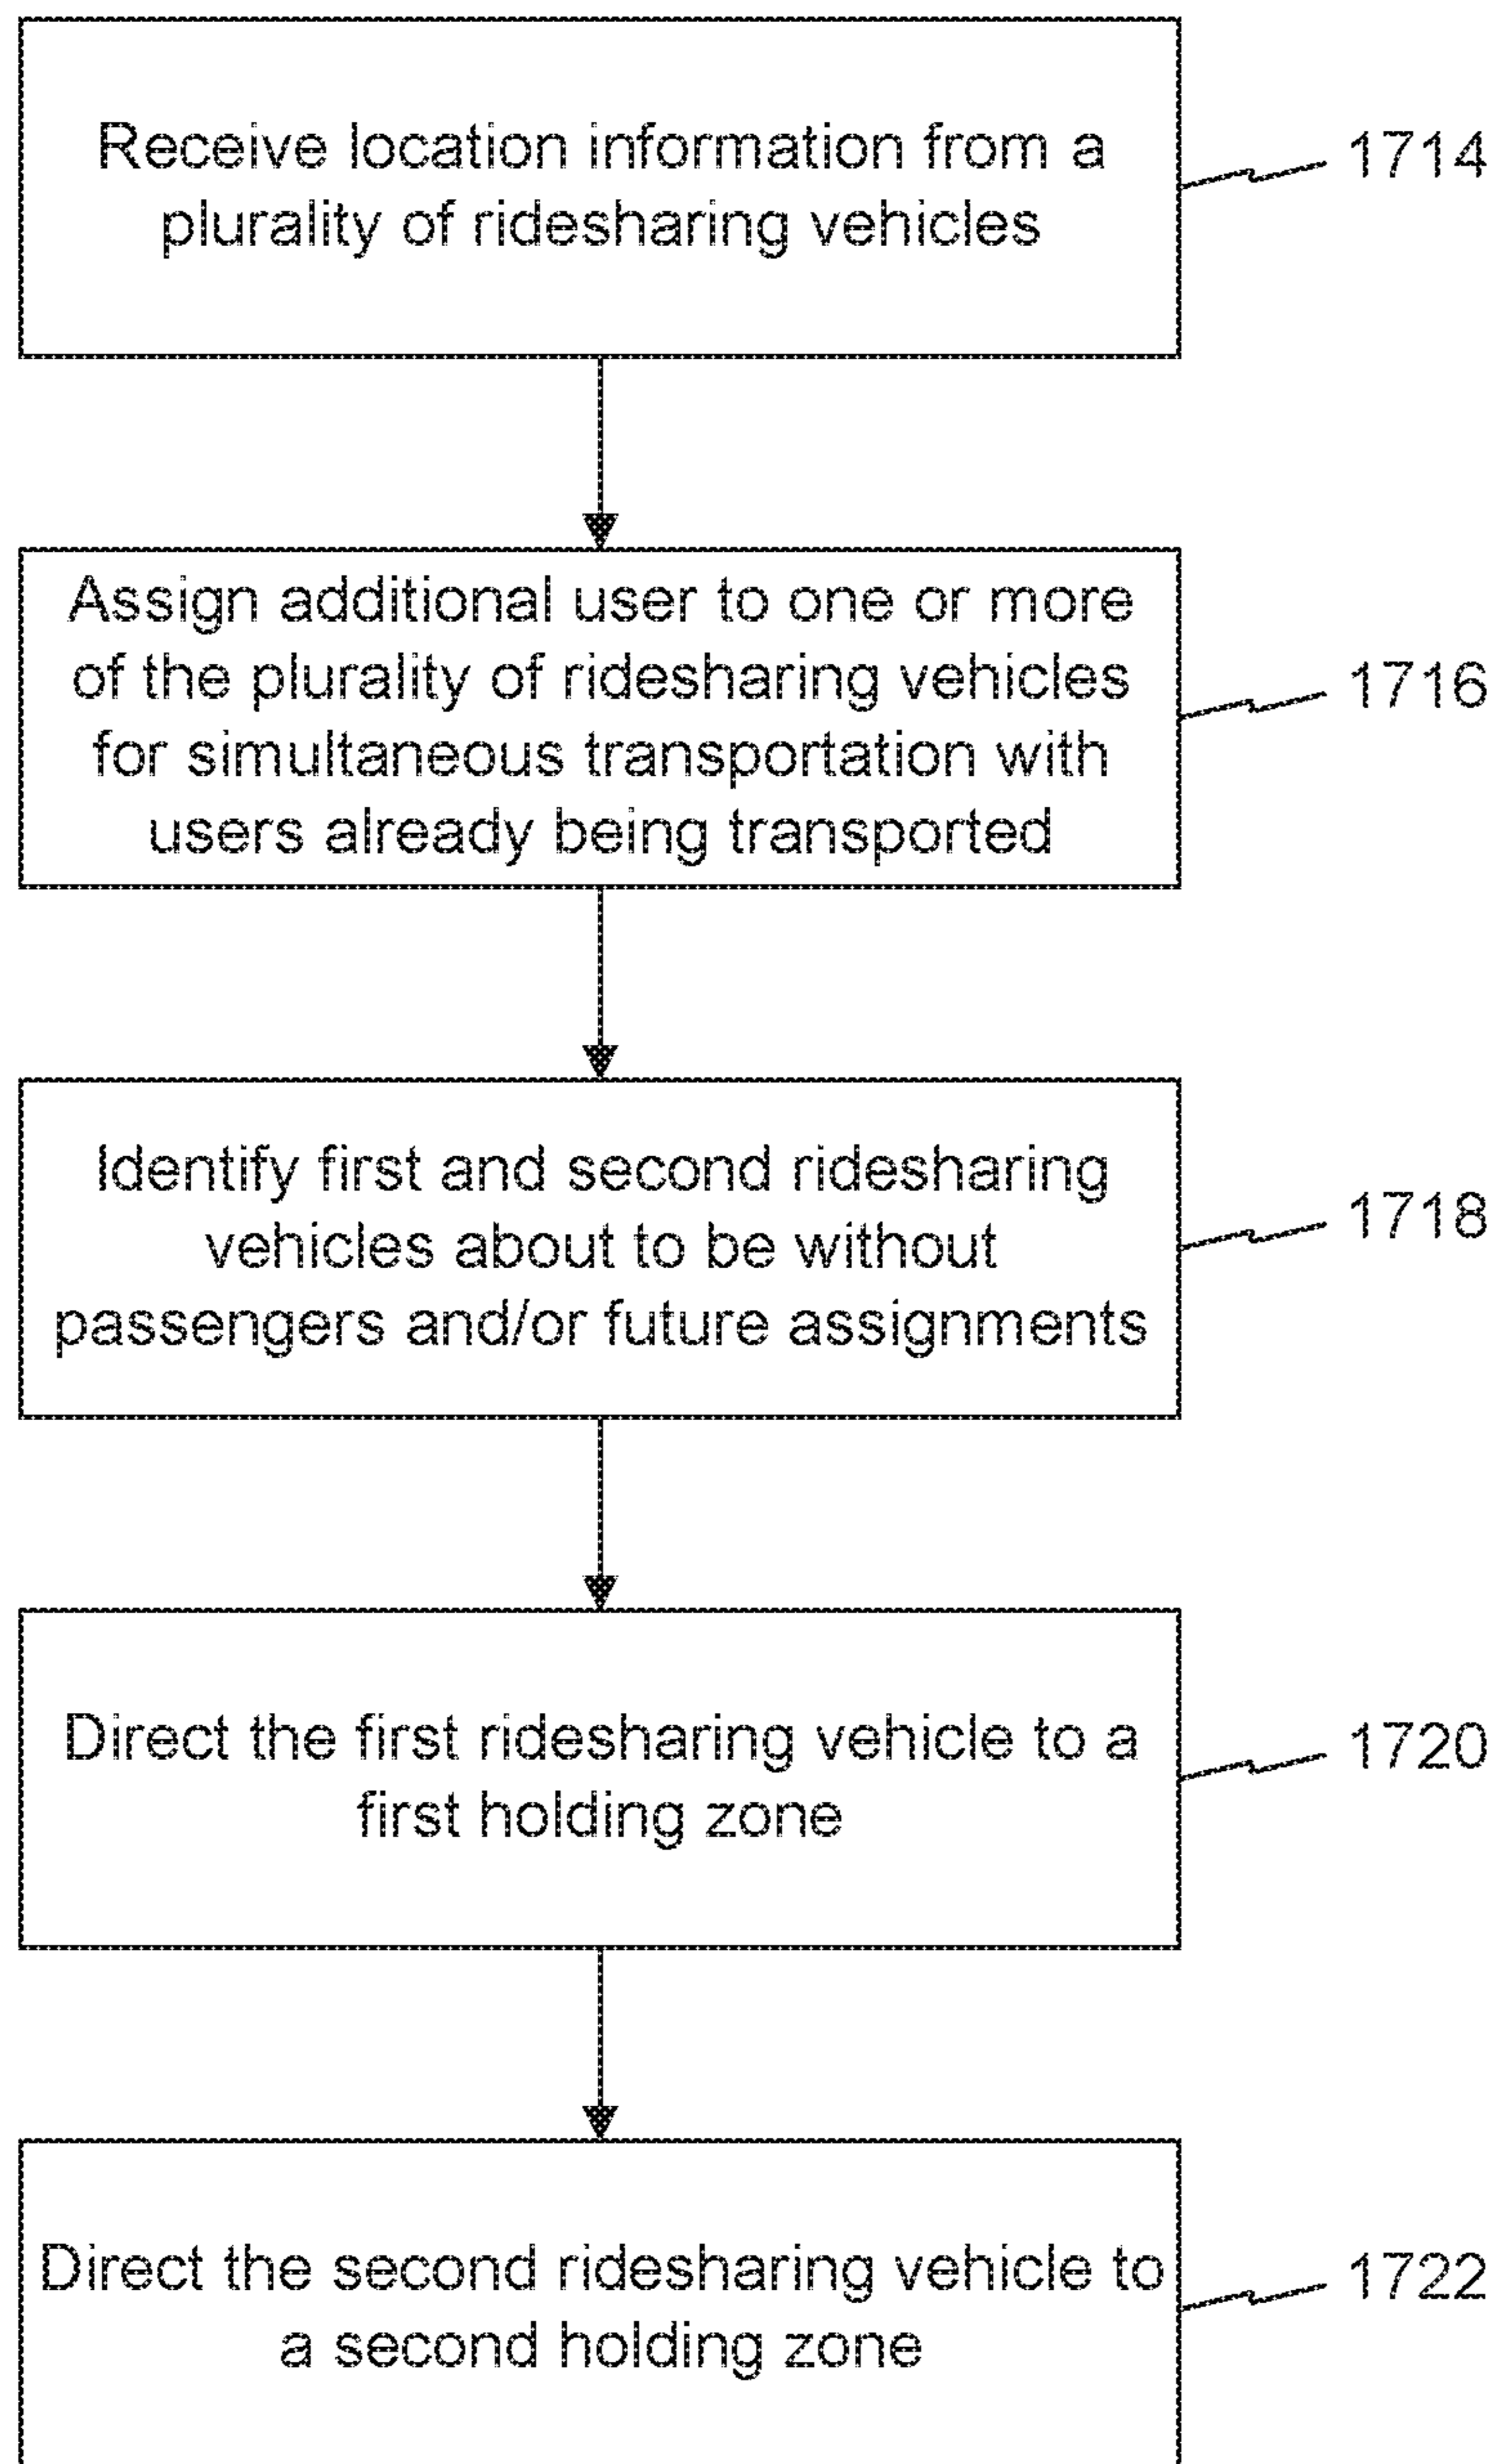 Receive location information from a
plurality of ridesharing vehicles
1714
Assign additional user to one or more
of the plurality of ridesharing vehicles
for simultaneous transportation with
users already being transported
1716
Identify first and second ridesharing
vehicles about to be without
passengers and/or future assignments
1718
Direct the first ridesharing vehicle to a
first holding zone
1720
Direct the second ridesharing vehicle to
a second holding zone
1722